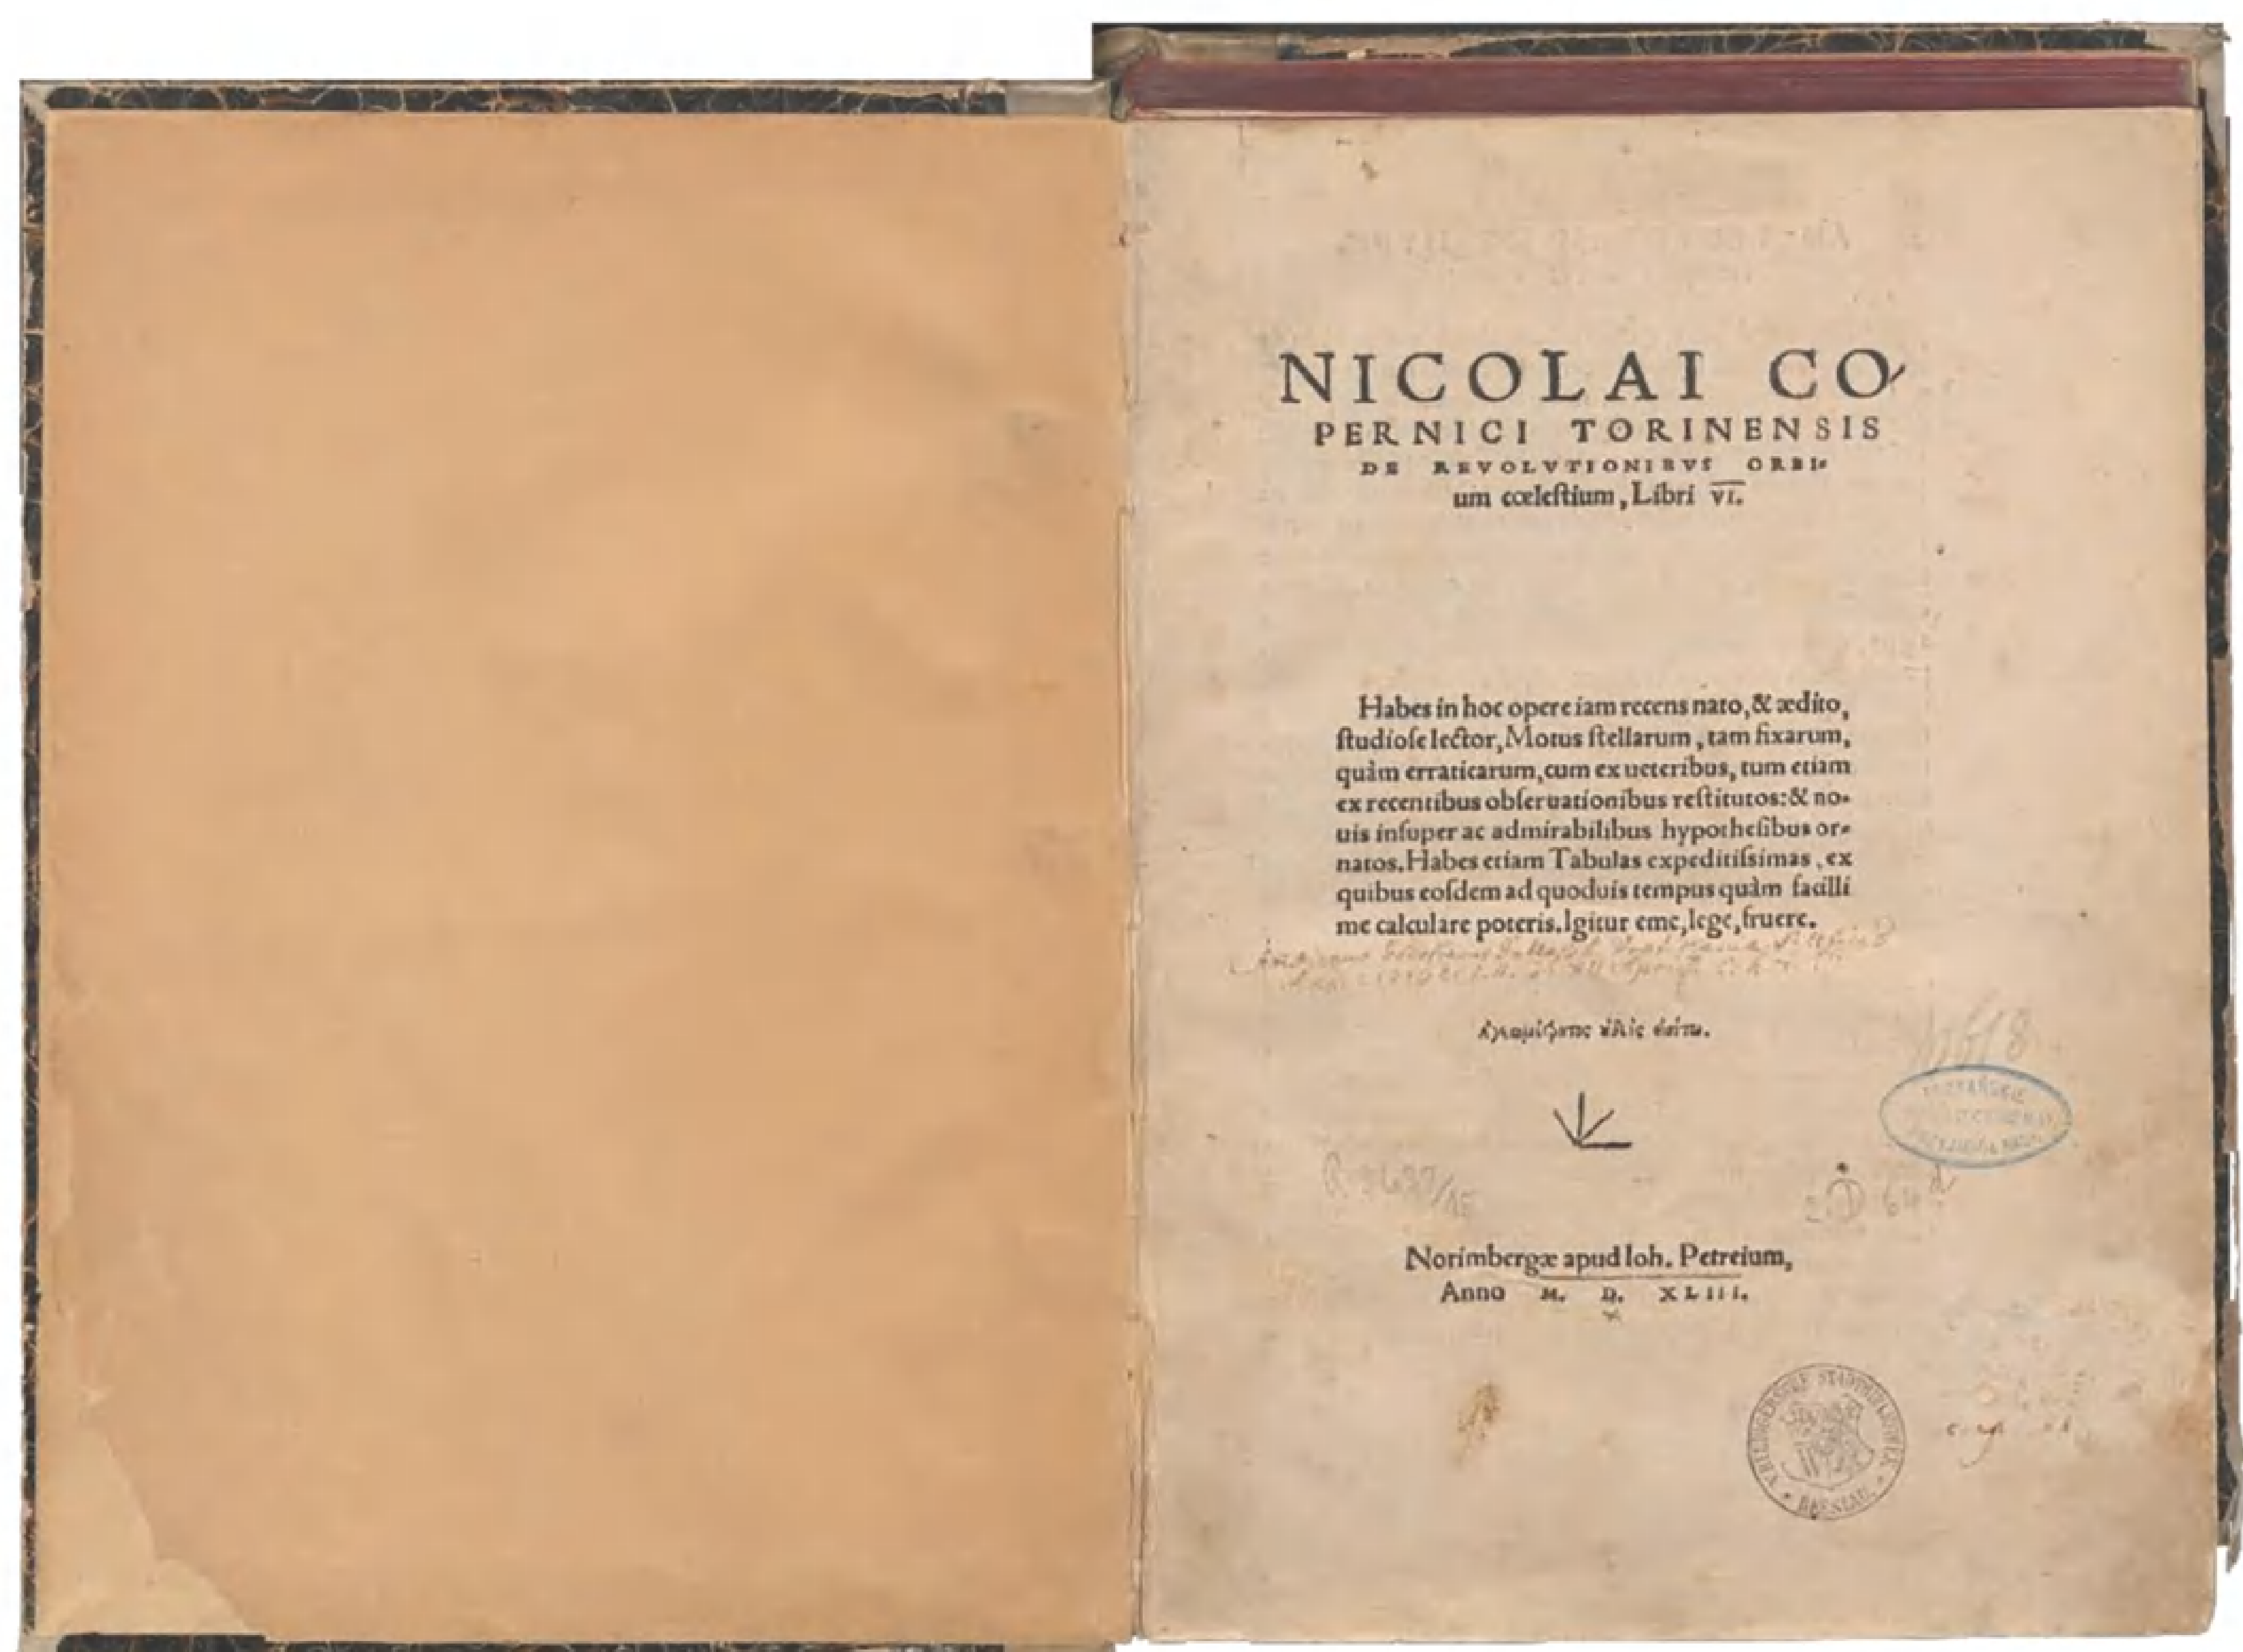 NICOLAI CO-
PERNICI TORINENSIS
DE REVOLVTIONIBVS ORBI-
um cœleſtium, Libri VI.
Habes in hoc opere iam recens nato, & ædito,
ſtudioſe lector, Motus ſtellarum, tam fixarum,
quàm erraticarum, cum ex ueteribus, tum etiam
ex recentibus obſeruationibus reſtitutos: & no-
uis inſuper ac admirabilibus hypotheſibus or-
natos. Habes etiam Tabulas expeditiſsimas, ex
quibus eoſdem ad quoduis tempus quàm facilli
me calculare poteris. Igitur eme, lege, fruere.
Norimbergæ apud Ioh. Petreium,
Anno M. D. XLIII.
BRESLAU